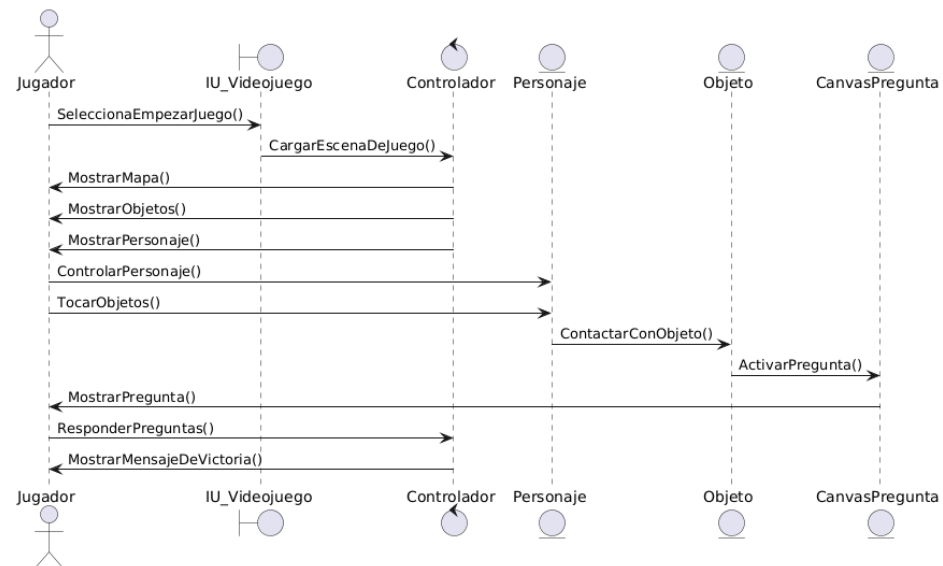 Jugador IU_Videojuego Controlador Personaje Objeto CanvasPregunta
SeleccionaEmpezarJuego()
CargarEscenaDeJuego()
MostrarMapa()
MostrarObjetos()
MostrarPersonaje()
ControlarPersonaje()
TocarObjetos()
ContactarConObjeto()
ActivarPregunta()
MostrarPregunta()
ResponderPreguntas()
MostrarMensajeDeVictoria()
Jugador IU_Videojuego Controlador Personaje Objeto CanvasPregunta